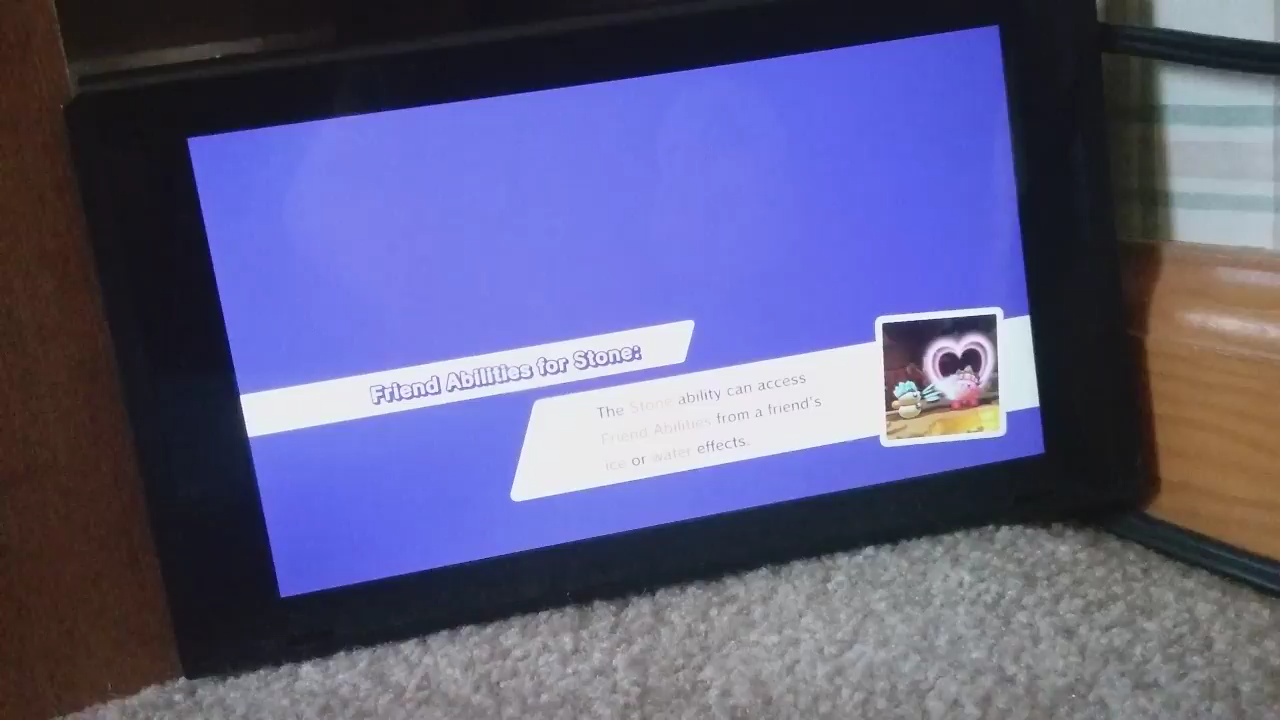 Friend Abilities for Stone:
The Stone ability can access
Friend Abilities from a friend's
ice or water effects.